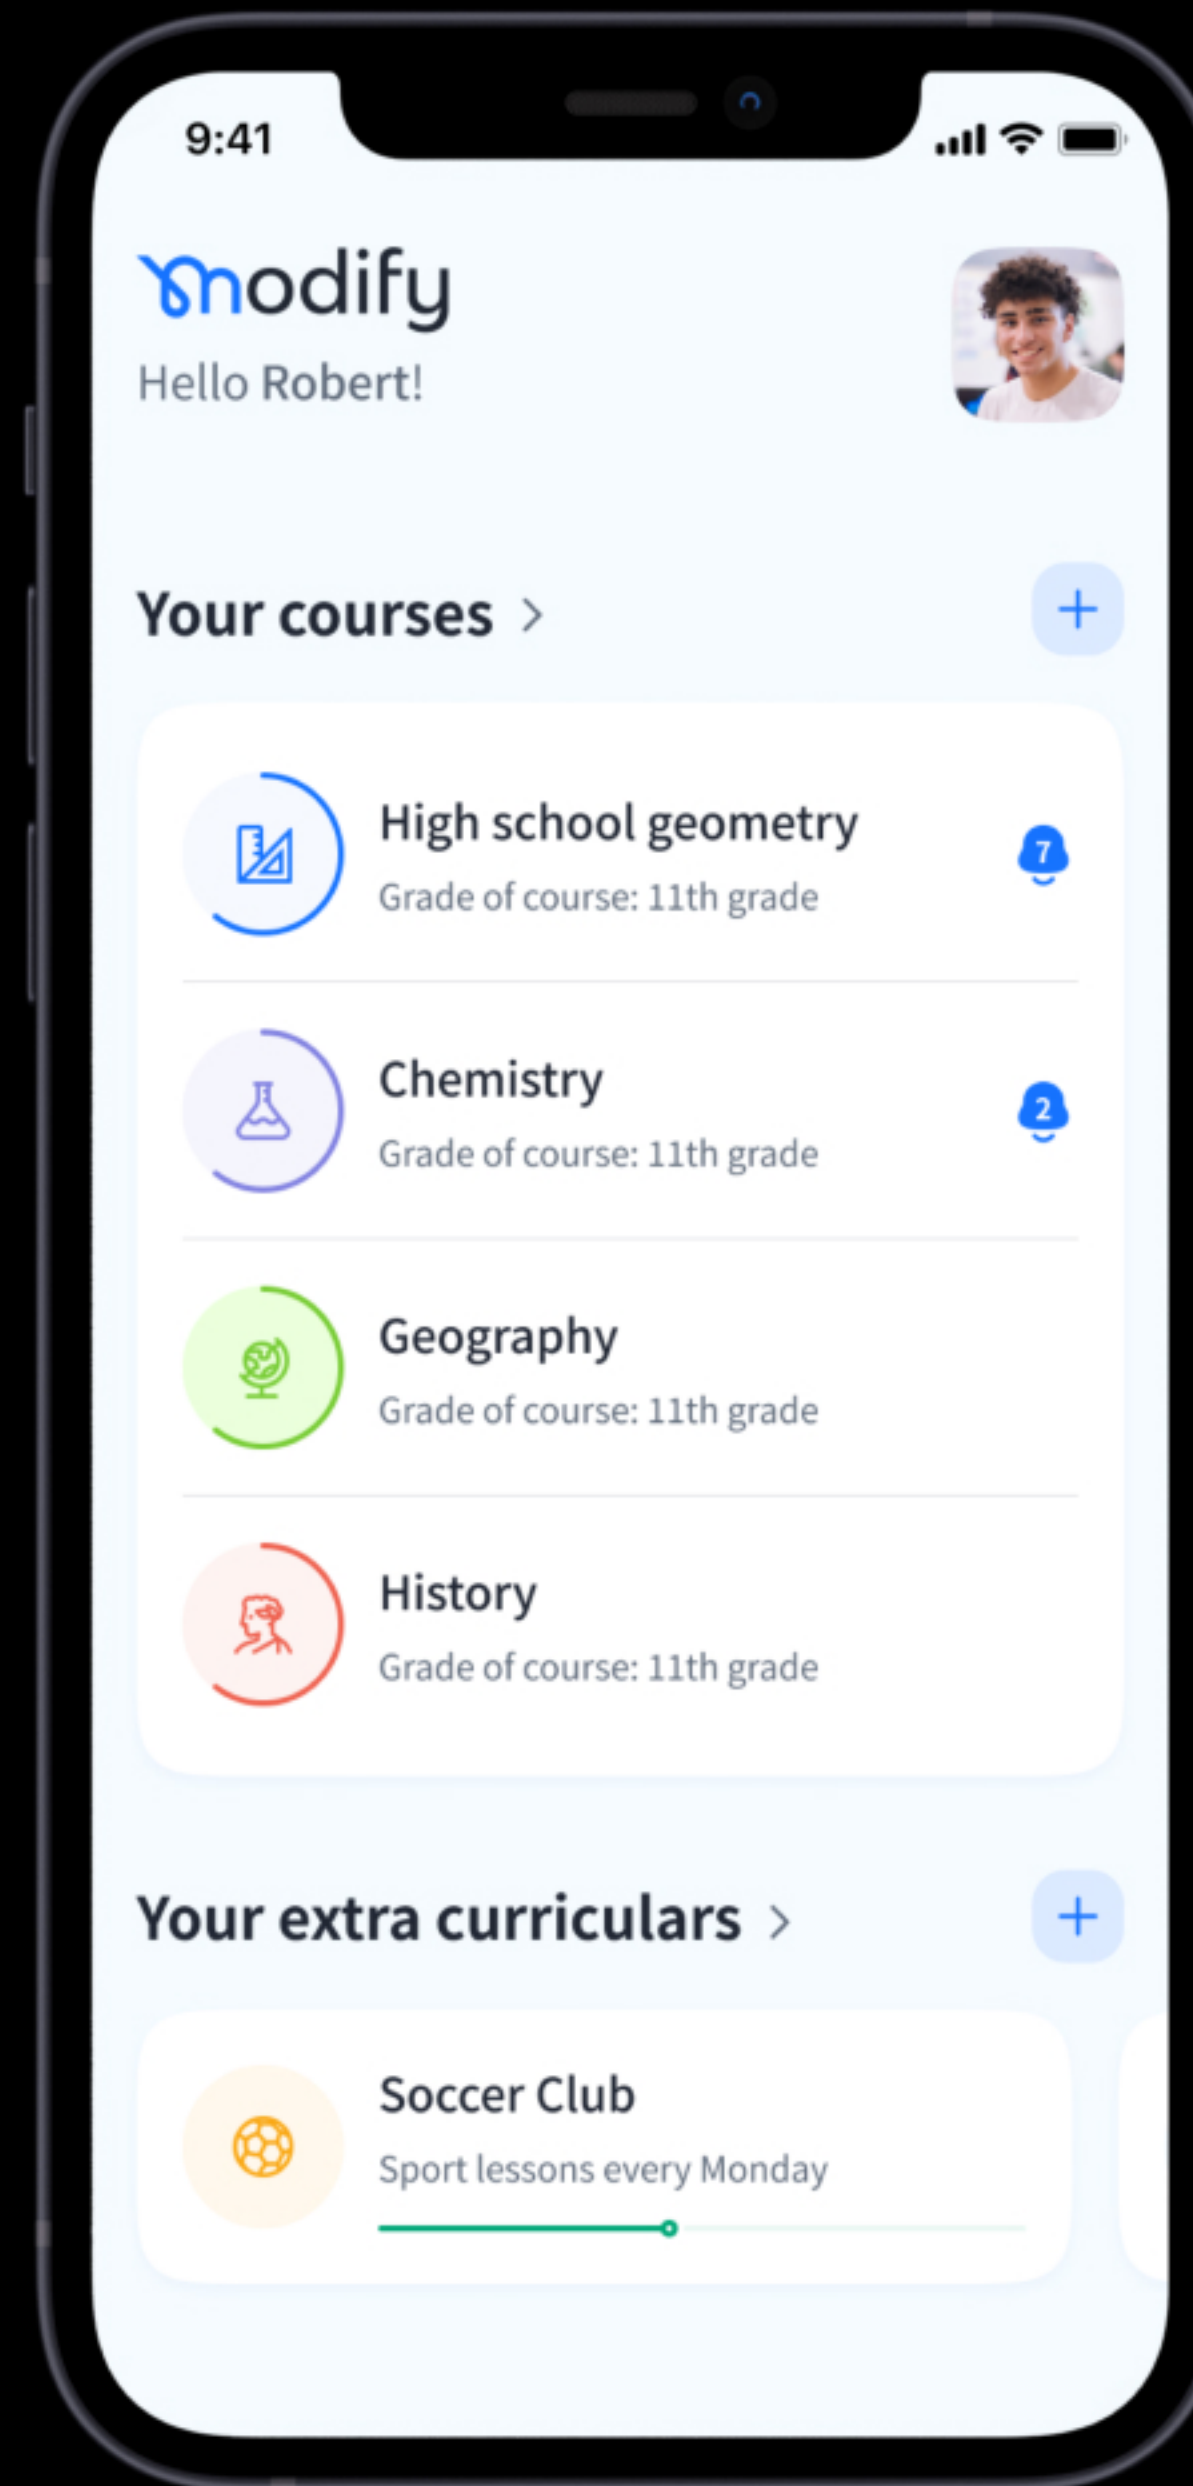 9:41
modify
Hello Robert!
Your courses
High school geometry
7
Grade of course: 11th grade
Chemistry
2
Grade of course: 11th grade
Geography
Grade of course: 11th grade
History
Grade of course: 11th grade
Your extra curriculars
Soccer Club
Sport lessons every Monday